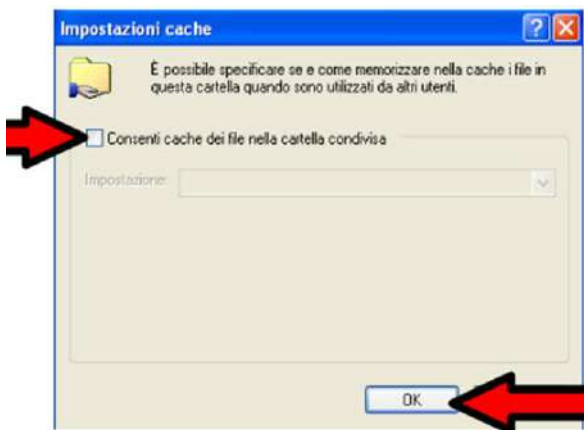 Impostazioni cache
È possibile specificare se e come memorizzare nella cache i file in
questa cartella quando sono utilizzati da altri utenti.
Consenti cache dei file nella cartella condivisa
Impostazione:
OK